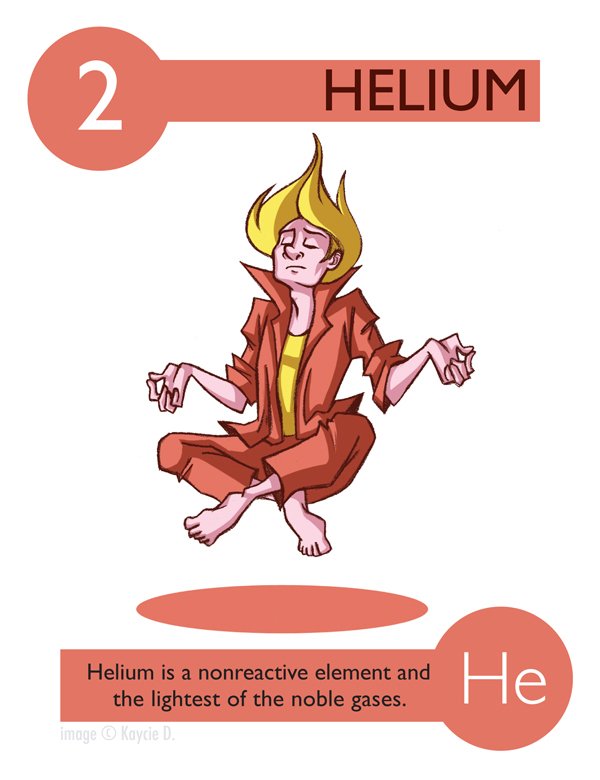 2
HELIUM
Helium is a nonreactive element and
the lightest of the noble gases.
He
image © Kaycie D.